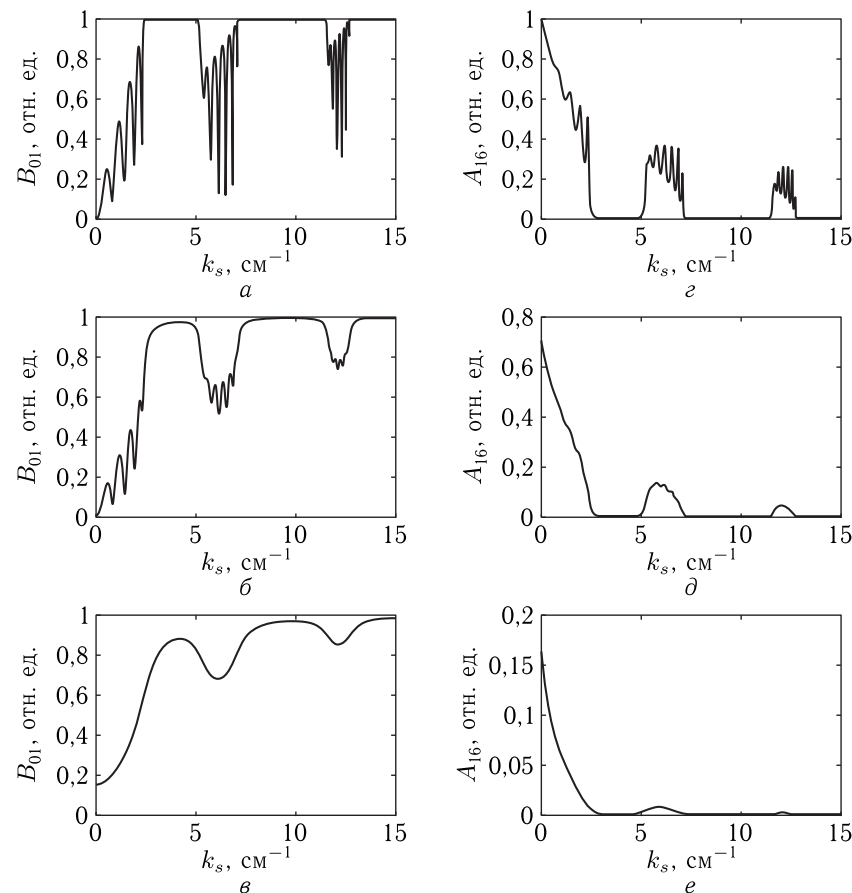 B₀₁, отн. ед.
1
0,8
0,6
0,4
0,2
0
0 5 10 15
kₛ, см⁻¹
а
A₁₆, отн. ед.
1
0,8
0,6
0,4
0,2
0
0 5 10 15
kₛ, см⁻¹
г
B₀₁, отн. ед.
1
0,8
0,6
0,4
0,2
0
0 5 10 15
kₛ, см⁻¹
б
A₁₆, отн. ед.
0,8
0,6
0,4
0,2
0
0 5 10 15
kₛ, см⁻¹
д
B₀₁, отн. ед.
1
0,8
0,6
0,4
0,2
0
0 5 10 15
kₛ, см⁻¹
в
A₁₆, отн. ед.
0,2
0,15
0,1
0,05
0
0 5 10 15
kₛ, см⁻¹
е